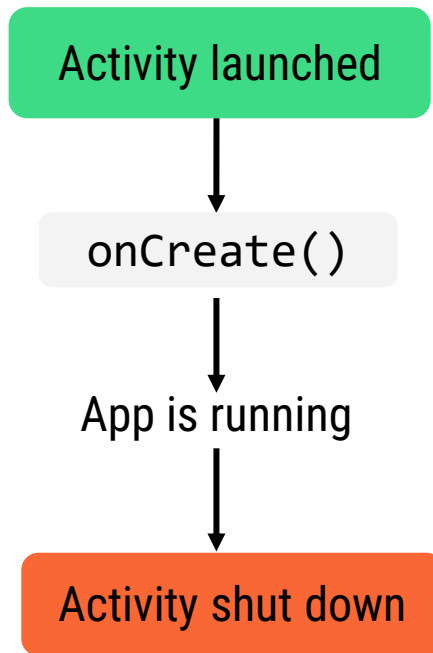 Activity launched
onCreate()
App is running
Activity shut down